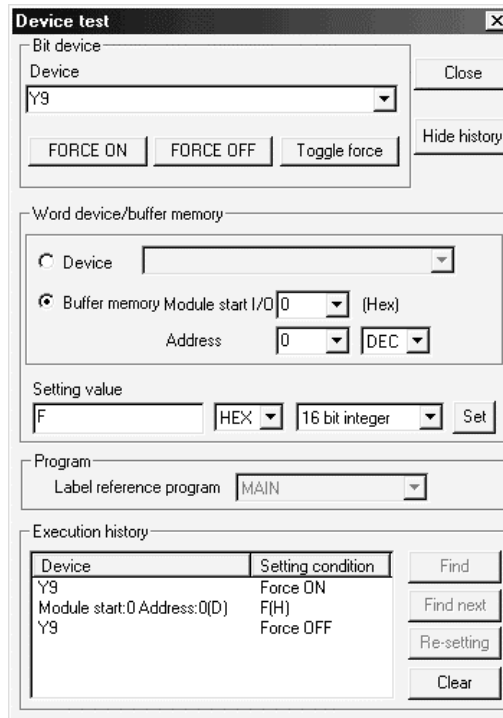 Device test
Bit device
Device
Close
Y9
FORCE ON FORCE OFF Toggle force
Hide history
Word device/buffer memory
Device
Buffer memory Module start I/O 0 (Hex)
Address 0 DEC
Setting value
F HEX 16 bit integer Set
Program
Label reference program MAIN
Execution history
Device Setting condition Find
Y9 Force ON
Module start:0 Address:0(D) F(H) Find next
Y9 Force OFF
Re-setting
Clear